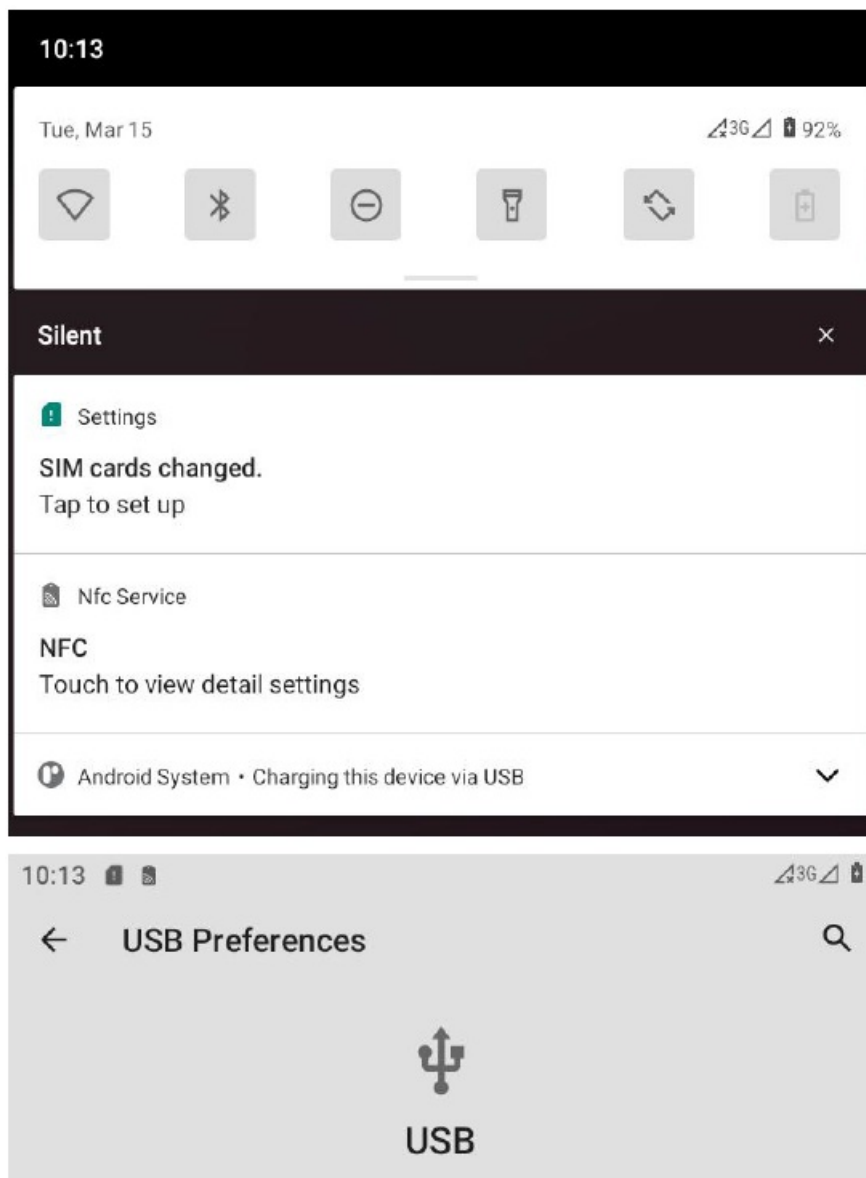 10:13
Tue, Mar 15
3G 92%
Silent
Settings
SIM cards changed.
Tap to set up
Nfc Service
NFC
Touch to view detail settings
Android System • Charging this device via USB
10:13
3G
USB Preferences
USB